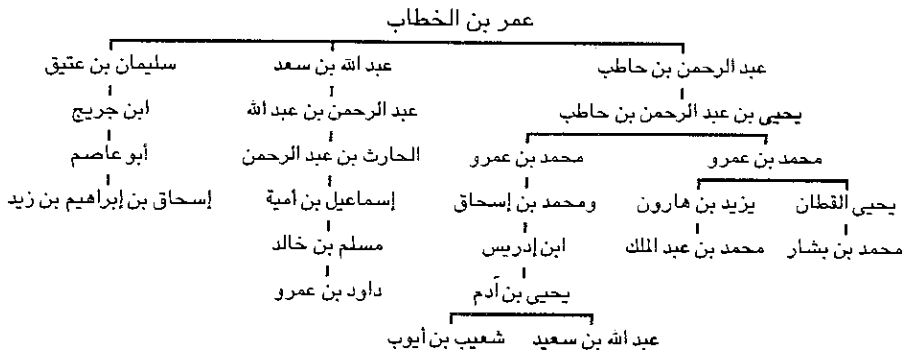 عمر بن الخطاب
عبد الرحمن بن حاطب عبد الله بن سعد سليمان بن عتيق
يحيى بن عبد الرحمن بن حاطب عبد الرحمن بن عبد الله ابن جريج
محمد بن عمرو محمد بن عمرو الحارث بن عبد الرحمن أبو عاصم
يحيى القطان يزيد بن هارون ومحمد بن إسحاق إسماعيل بن أمية إسحاق بن إبراهيم بن زيد
محمد بن بشار محمد بن عبد الملك ابن إدريس مسلم بن خالد
يحيى بن آدم داود بن عمرو
عبد الله بن سعيد شعيب بن أيوب